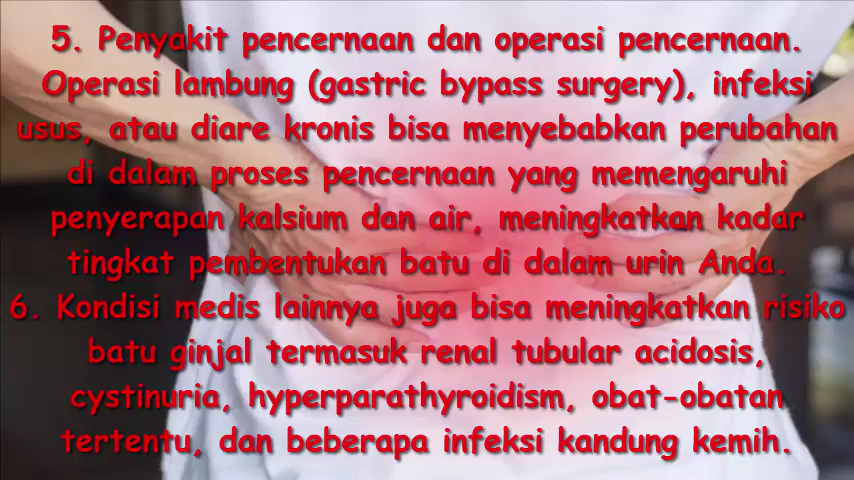 5. Penyakit pencernaan dan operasi pencernaan.
Operasi lambung (gastric bypass surgery), infeksi
usus, atau diare kronis bisa menyebabkan perubahan
di dalam proses pencernaan yang memengaruhi
penyerapan kalsium dan air, meningkatkan kadar
tingkat pembentukan batu di dalam urin Anda.
6. Kondisi medis lainnya juga bisa meningkatkan risiko
batu ginjal termasuk renal tubular acidosis,
cystinuria, hyperparathyroidism, obat-obatan
tertentu, dan beberapa infeksi kandung kemih.